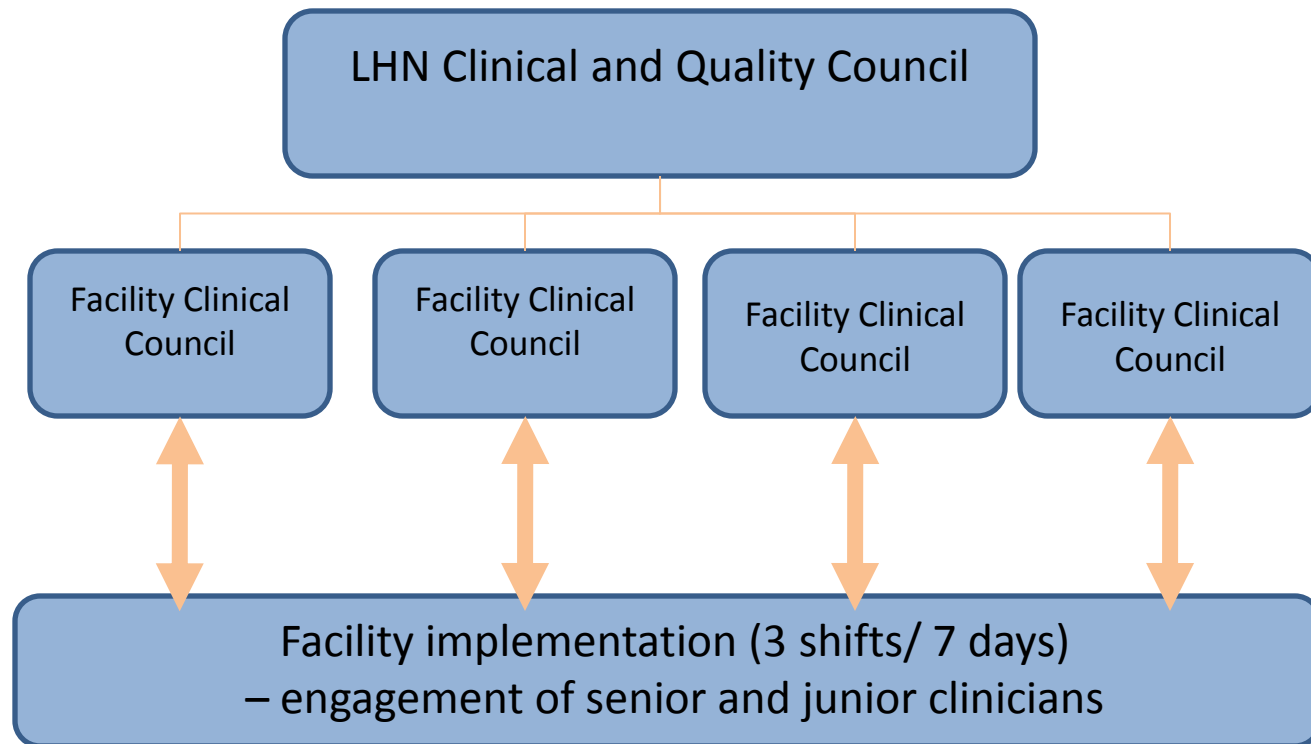 LHN Clinical and Quality Council
Facility Clinical
Council
Facility Clinical
Council
Facility Clinical
Council
Facility Clinical
Council
Facility implementation (3 shifts/ 7 days)
– engagement of senior and junior clinicians